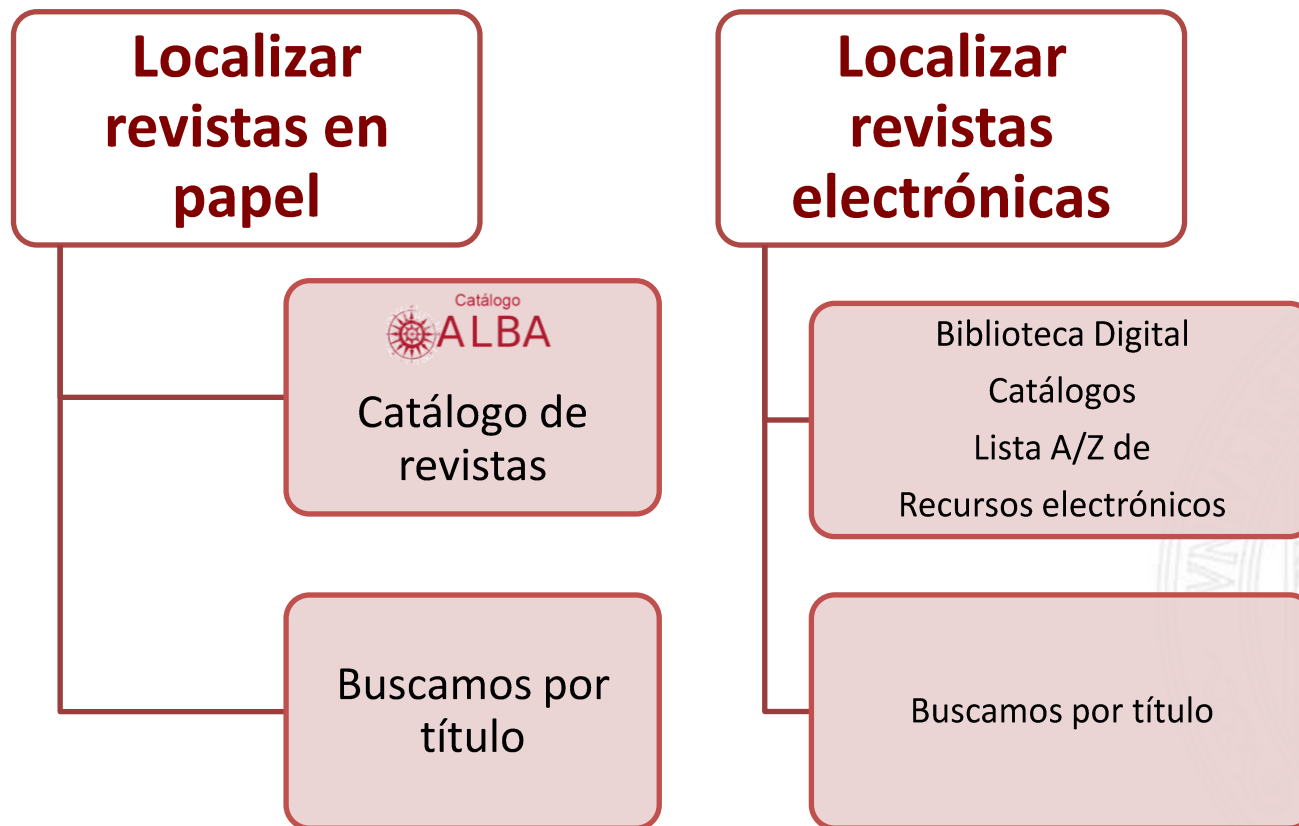 Localizar
revistas en
papel
Catálogo
ALBA
Catálogo de
revistas
Buscamos por
título
Localizar
revistas
electrónicas
Biblioteca Digital
Catálogos
Lista A/Z de
Recursos electrónicos
Buscamos por título